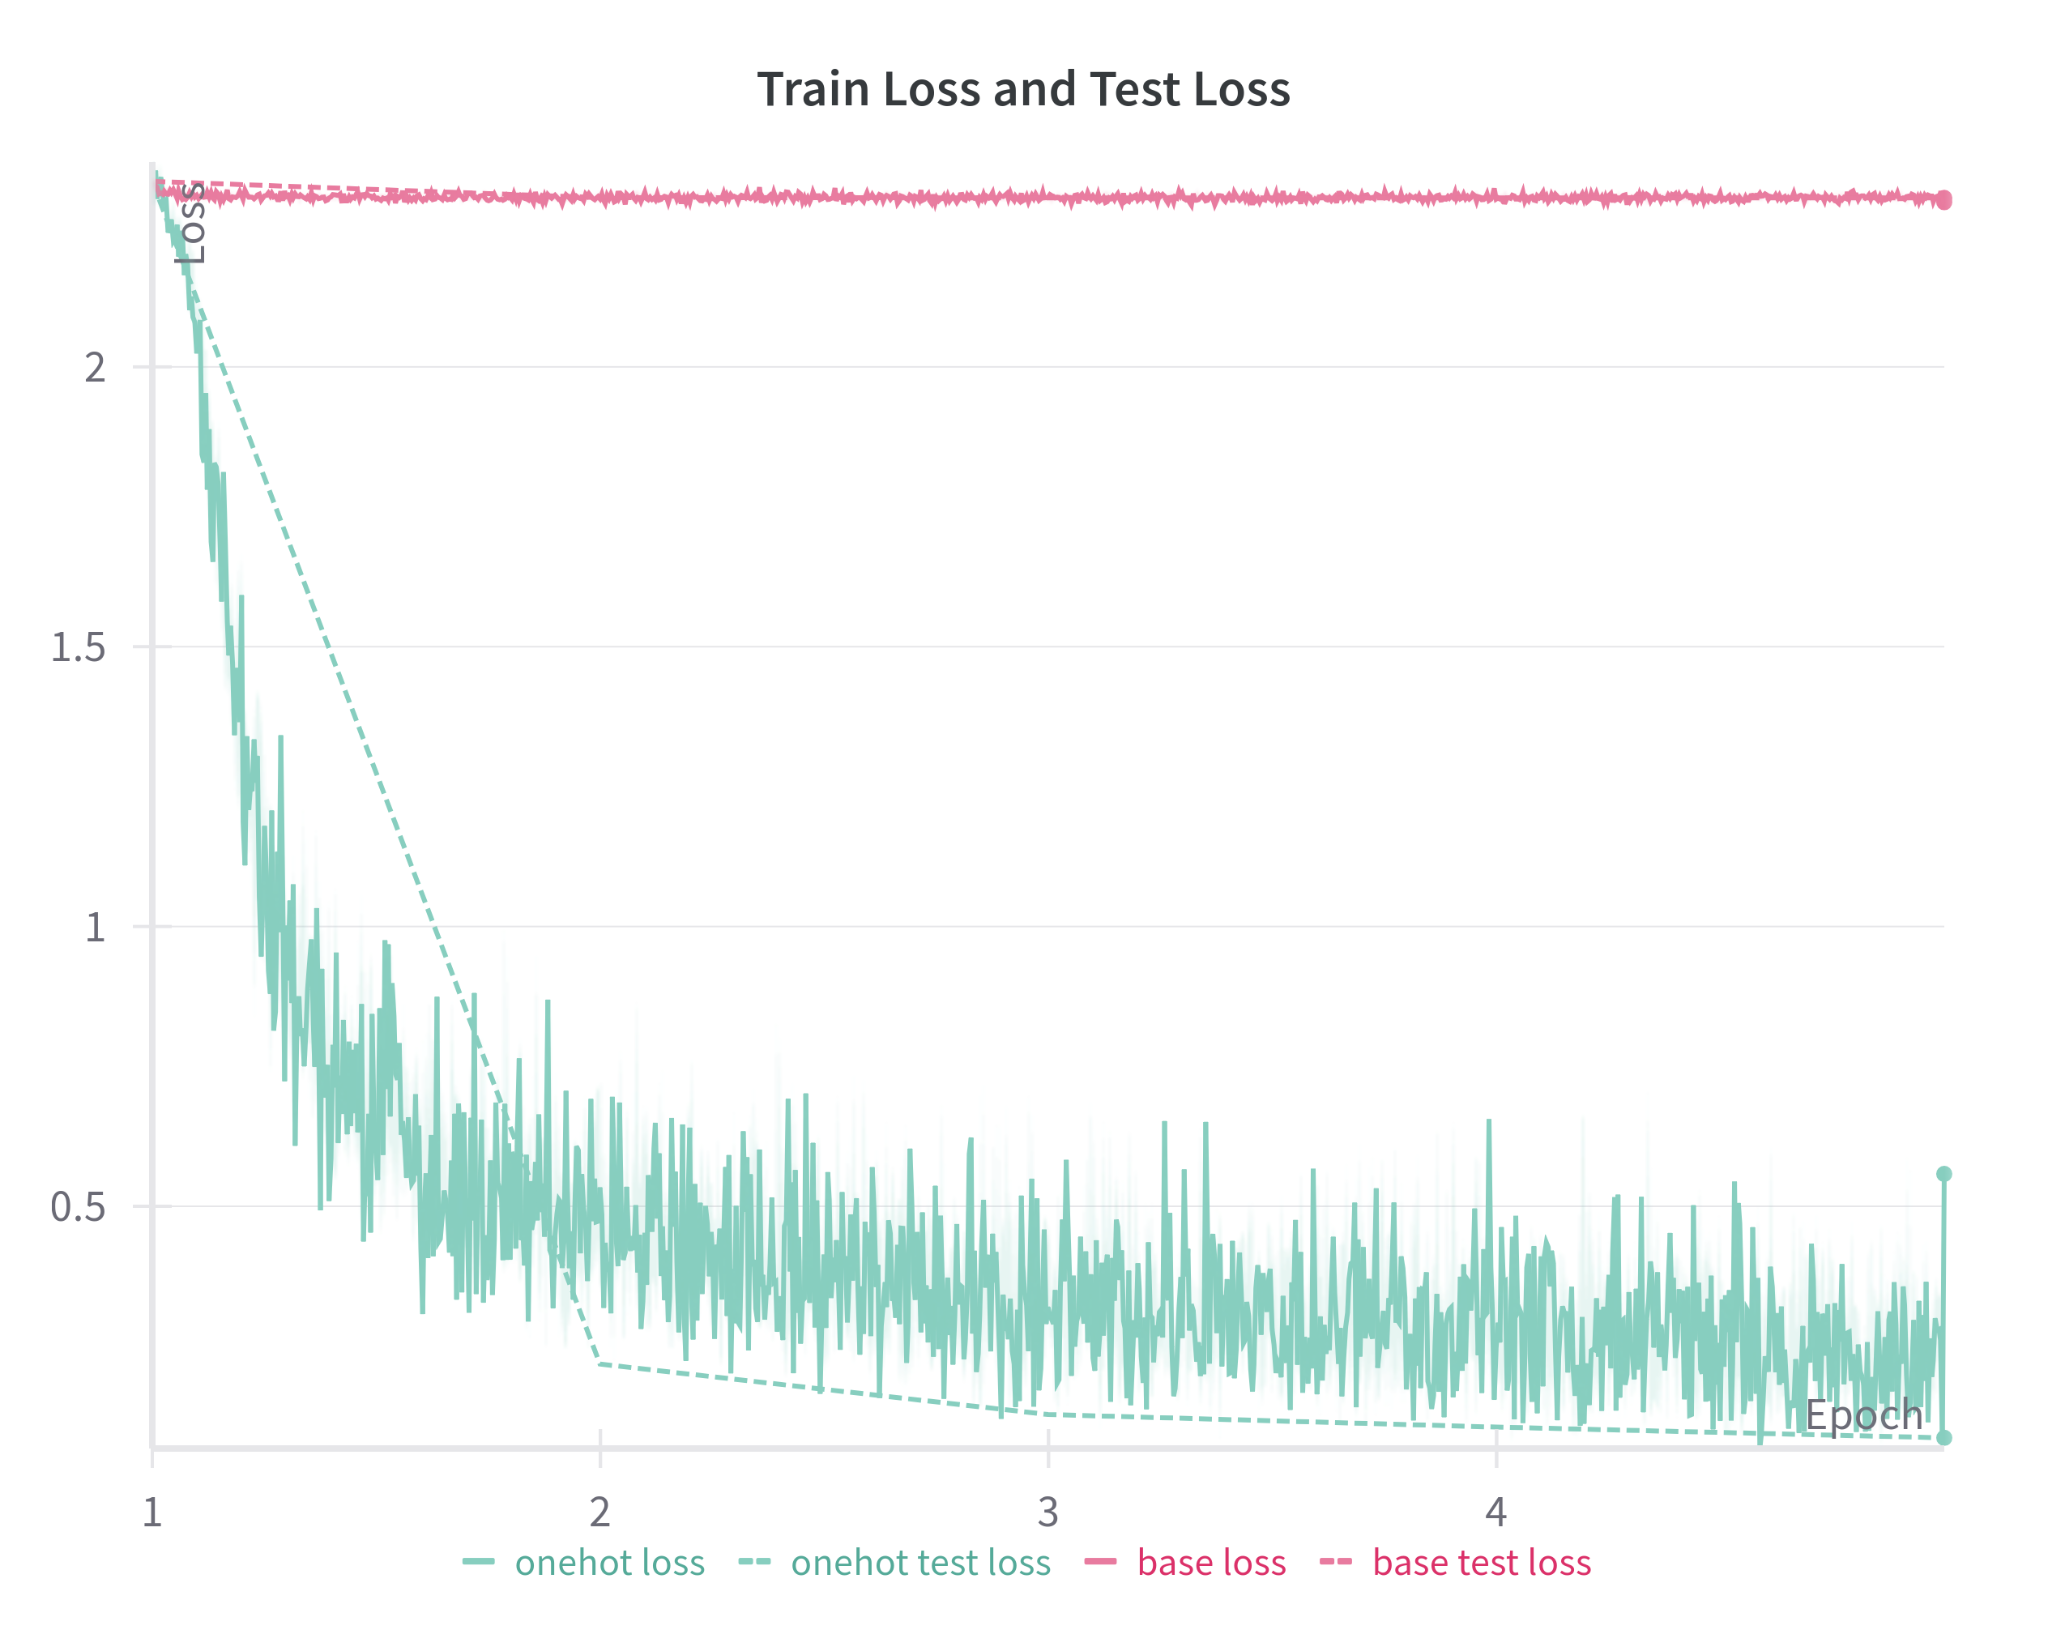 Train Loss and Test Loss
Loss
2
1.5
1
0.5
Epoch
1 2 3 4
onehot loss onehot test loss base loss base test loss